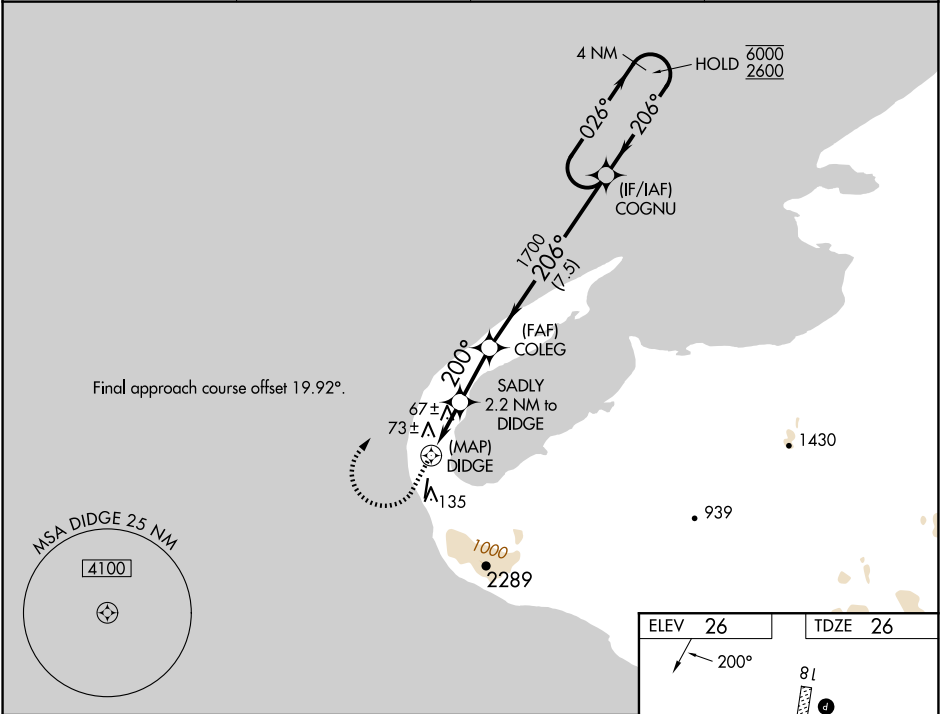 4 NM
HOLD
6000
2600
026°
206°
(IF/IAF)
COGNU
1700
206°
(7.5)
(FAF)
COLEG
200°
SADLY
2.2 NM to
DIDGE
Final approach course offset 19.92°.
67±
73±
(MAP)
DIDGE
135
1430
939
1000
2289
MSA DIDGE 25 NM
4100
ELEV 26
TDZE 26
200°
18
P